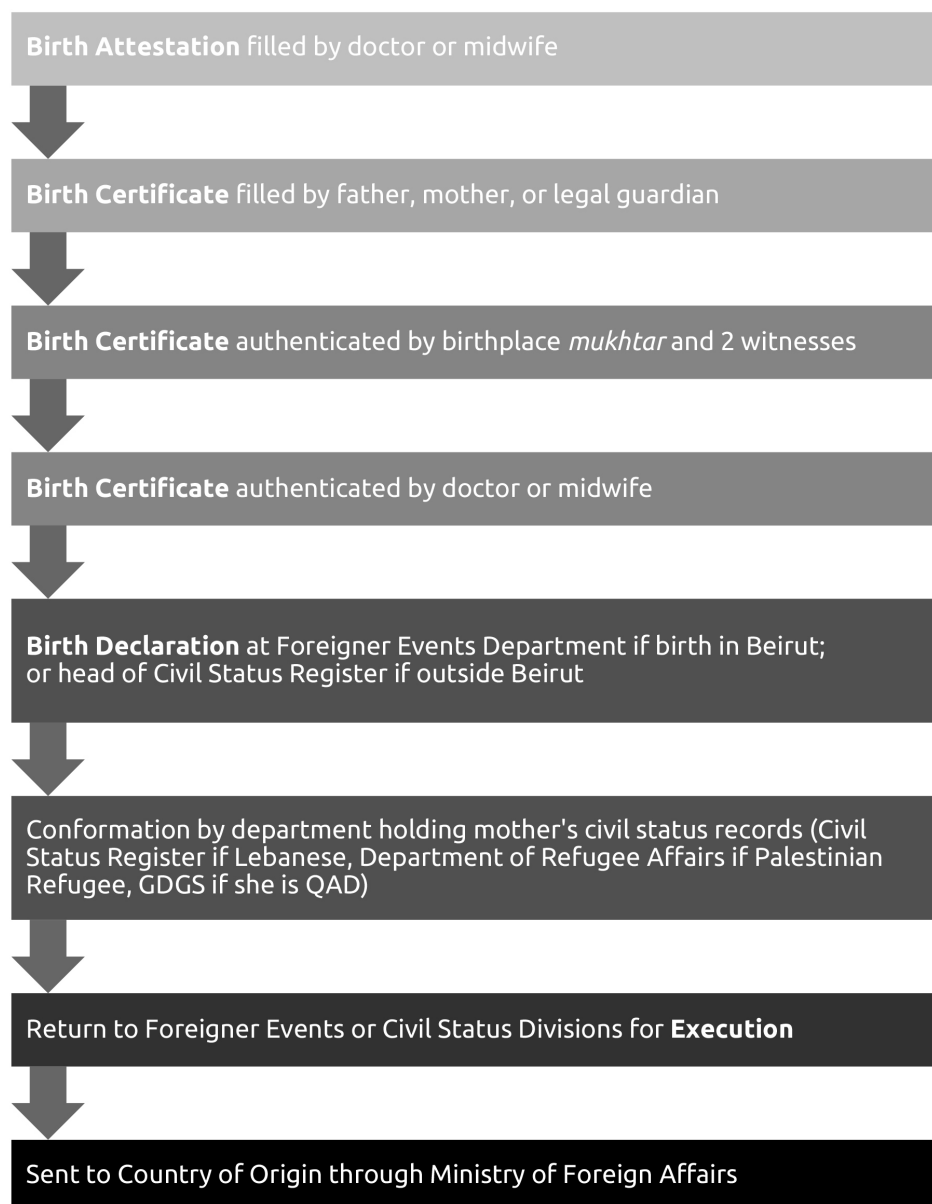 Birth Attestation filled by doctor or midwife
Birth Certificate filled by father, mother, or legal guardian
Birth Certificate authenticated by birthplace mukhtar and 2 witnesses
Birth Certificate authenticated by doctor or midwife
Birth Declaration at Foreigner Events Department if birth in Beirut;
or head of Civil Status Register if outside Beirut
Conformation by department holding mother's civil status records (Civil
Status Register if Lebanese, Department of Refugee Affairs if Palestinian
Refugee, GDGS if she is QAD)
Return to Foreigner Events or Civil Status Divisions for Execution
Sent to Country of Origin through Ministry of Foreign Affairs